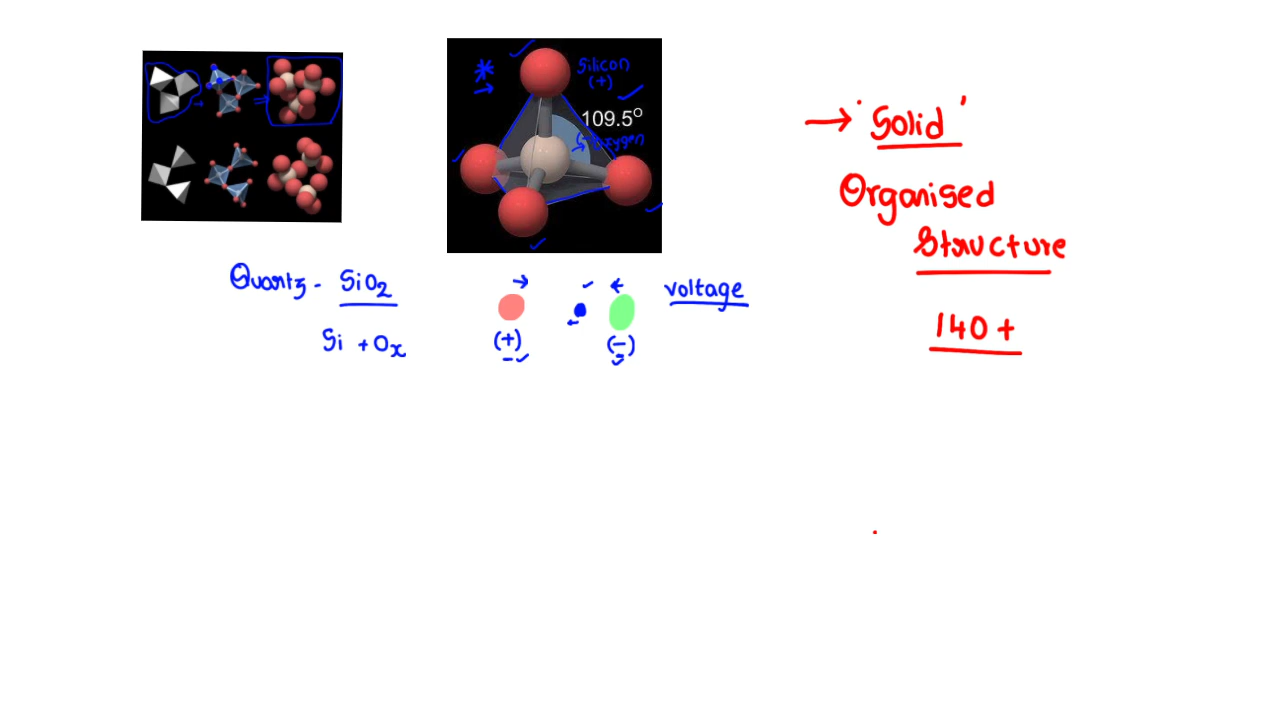 Silicon
(+)
109.5°
(-) Oxygen
Quartz - SiO2
Si + Ox
(+)
(-)
voltage
→ 'Solid'
Organised
Structure
140+